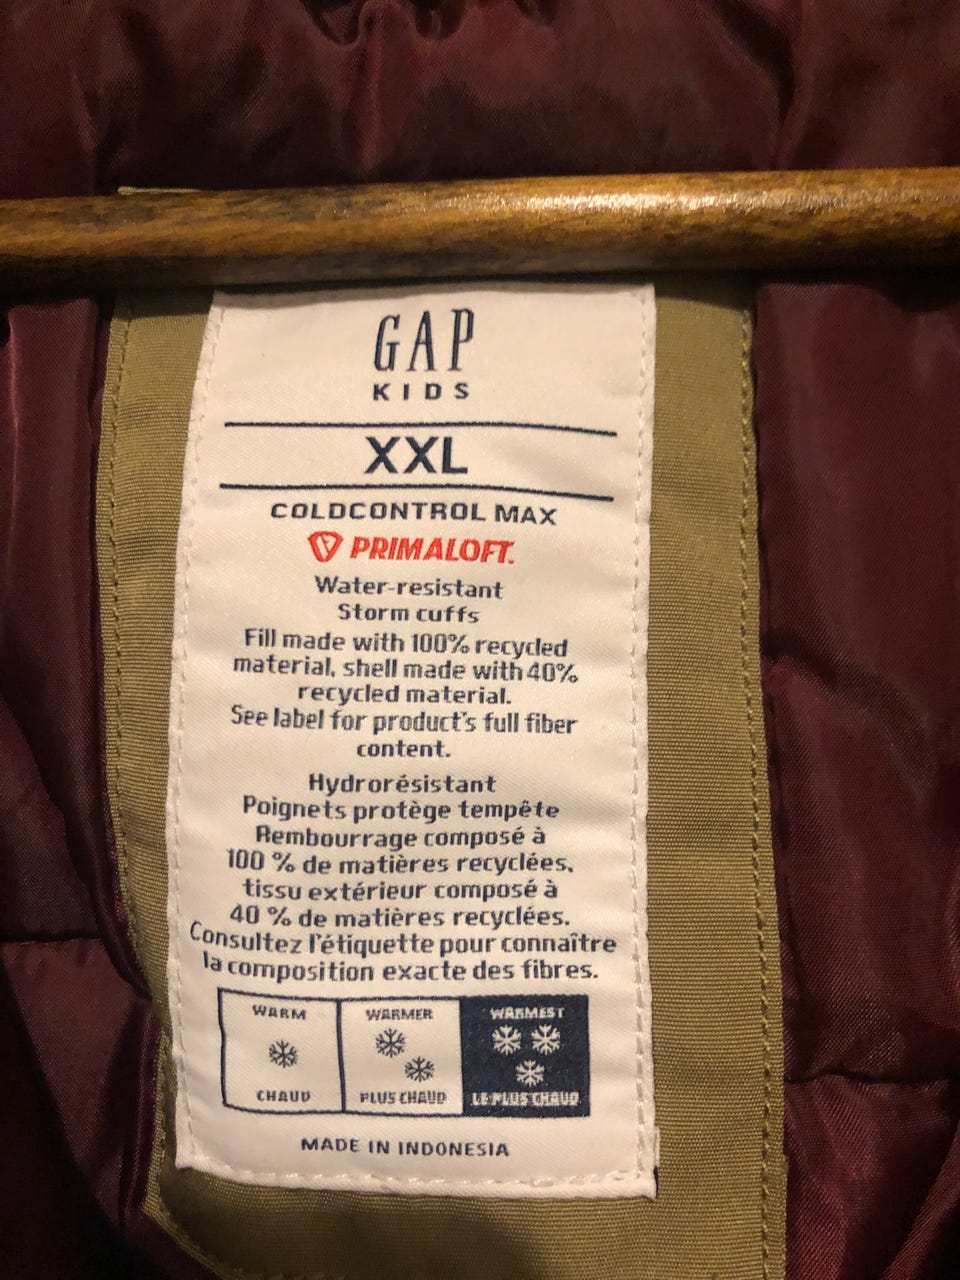 GAP
KIDS
XXL
COLDCONTROL MAX
PRIMALOFT.
Water-resistant
Storm cuffs
Fill made with 100% recycled
material, shell made with 40%
recycled material.
See label for product's full fiber
content.
Hydrorésistant
Poignets protège tempête
Rembourrage composé à
100 % de matières recyclées,
tissu extérieur composé à
40 % de matières recyclées.
Consultez l'étiquette pour connaître
la composition exacte des fibres.
WARM WARMER WARMEST
CHAUD PLUS CHAUD LE PLUS CHAUD
MADE IN INDONESIA